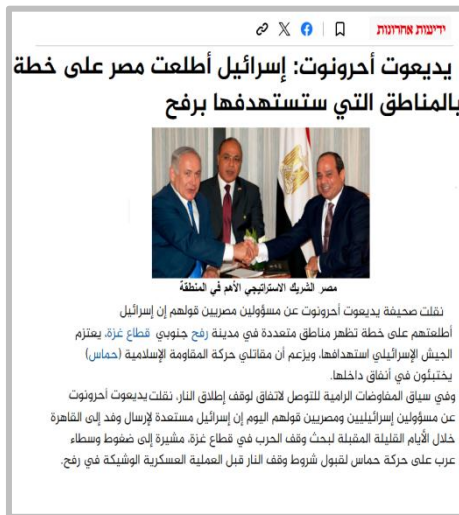 ידיעות אחרונות
يديعوت أحرونوت: إسرائيل أطلعت مصر على خطة
بالمناطق التي ستستهدفها برفح
مصر الشريك الاستراتيجي الأهم في المنطقة
نقلت صحيفة يديعوت أحرونوت عن مسؤولين مصريين قولهم إن إسرائيل
أطلعتهم على خطة تظهر مناطق متعددة في مدينة رفح جنوبي قطاع غزة، يعتزم
الجيش الإسرائيلي استهدافها، ويزعم أن مقاتلي حركة المقاومة الإسلامية (حماس)
يختبئون في أنفاق داخلها.
وفي سياق المفاوضات الرامية للتوصل لاتفاق لوقف إطلاق النار، نقلت يديعوت أحرونوت
عن مسؤولين إسرائيليين ومصريين قولهم اليوم إن إسرائيل مستعدة لإرسال وفد إلى القاهرة
خلال الأيام القليلة المقبلة لبحث وقف الحرب في قطاع غزة، مشيرة إلى ضغوط وسطاء
عرب على حركة حماس لقبول شروط وقف النار قبل العملية العسكرية الوشيكة في رفح.